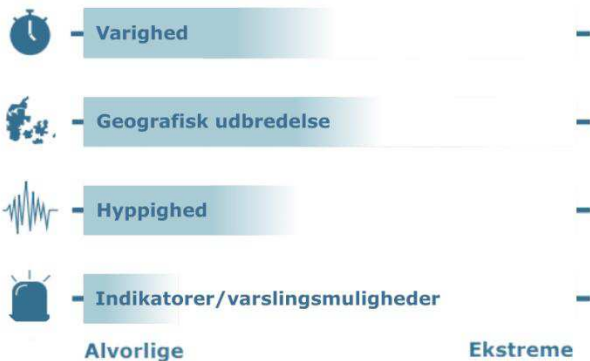 Varighed
Geografisk udbredelse
Hyppighed
Indikatorer/varslingsmuligheder
Alvorlige Ekstreme